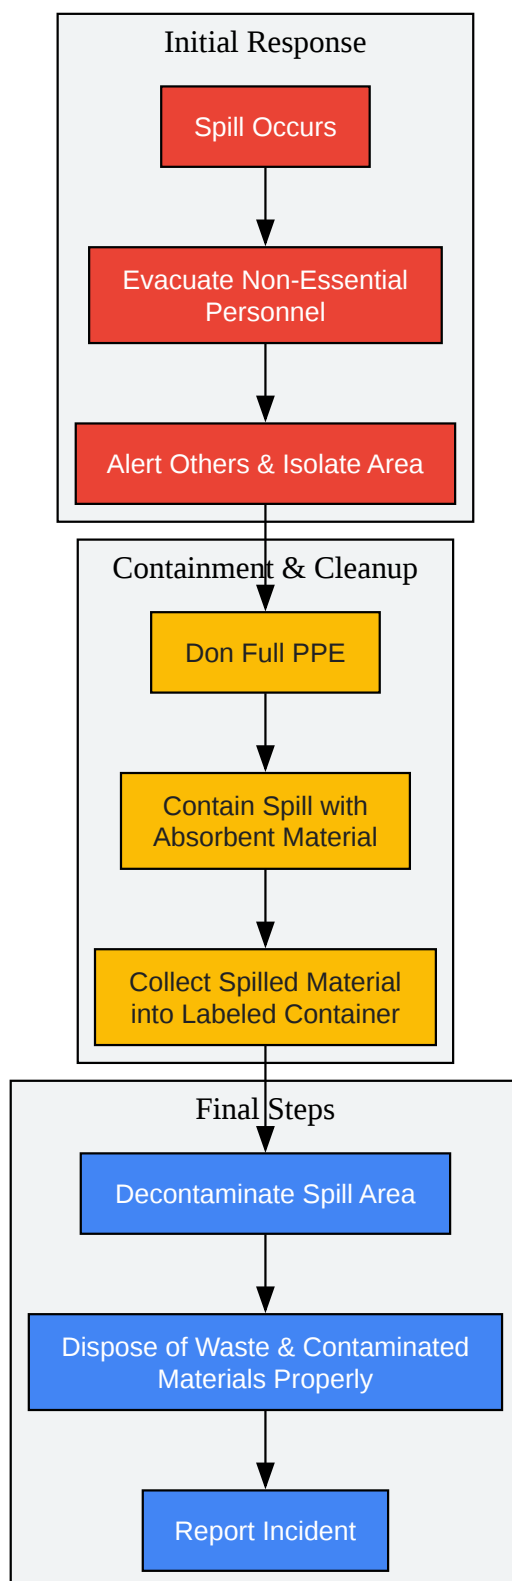 Initial Response
Spill Occurs
Evacuate Non-Essential
Personnel
Alert Others & Isolate Area
Containment & Cleanup
Don Full PPE
Contain Spill with
Absorbent Material
Collect Spilled Material
into Labeled Container
Final Steps
Decontaminate Spill Area
Dispose of Waste & Contaminated
Materials Properly
Report Incident